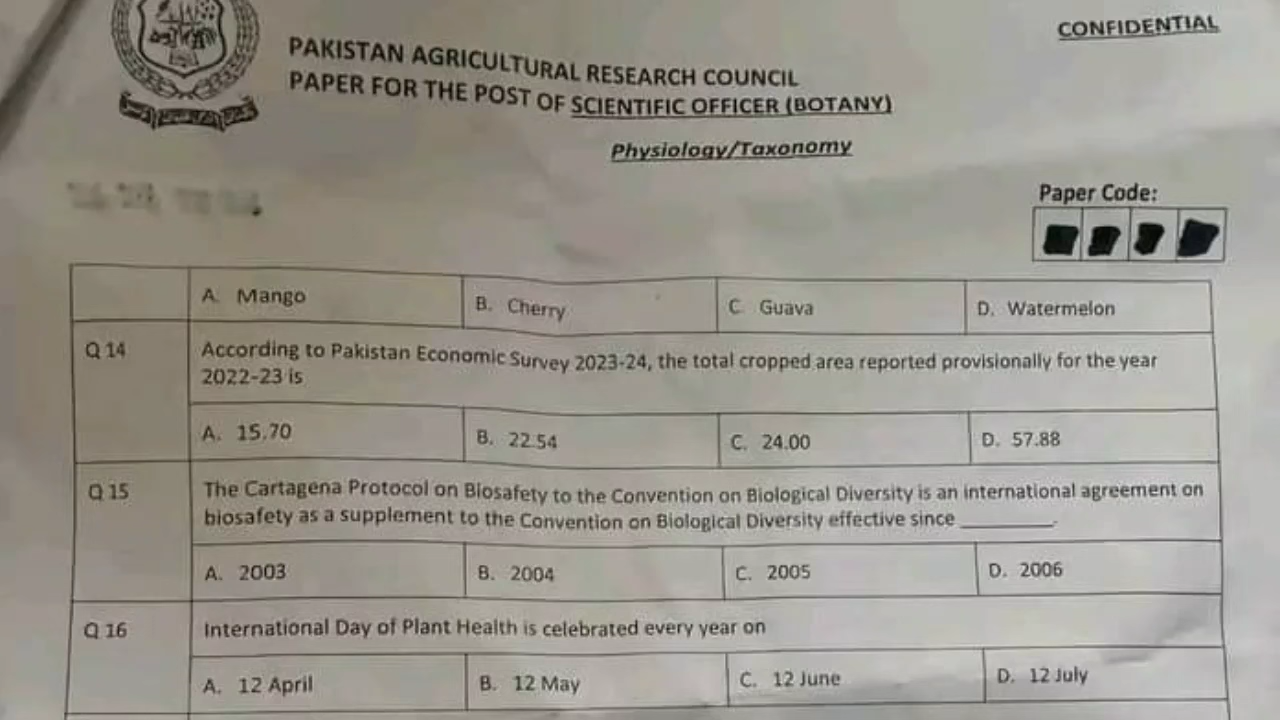 CONFIDENTIAL
PAKISTAN AGRICULTURAL RESEARCH COUNCIL
PAPER FOR THE POST OF SCIENTIFIC OFFICER (BOTANY)
Physiology/Taxonomy
Paper Code:
A. Mango B. Cherry C. Guava D. Watermelon
Q 14 According to Pakistan Economic Survey 2023-24, the total cropped area reported provisionally for the year
2022-23 is
A. 15.70 B. 22.54 C. 24.00 D. 57.88
Q 15 The Cartagena Protocol on Biosafety to the Convention on Biological Diversity is an international agreement on
biosafety as a supplement to the Convention on Biological Diversity effective since _________.
A. 2003 B. 2004 C. 2005 D. 2006
Q 16 International Day of Plant Health is celebrated every year on
A. 12 April B. 12 May C. 12 June D. 12 July